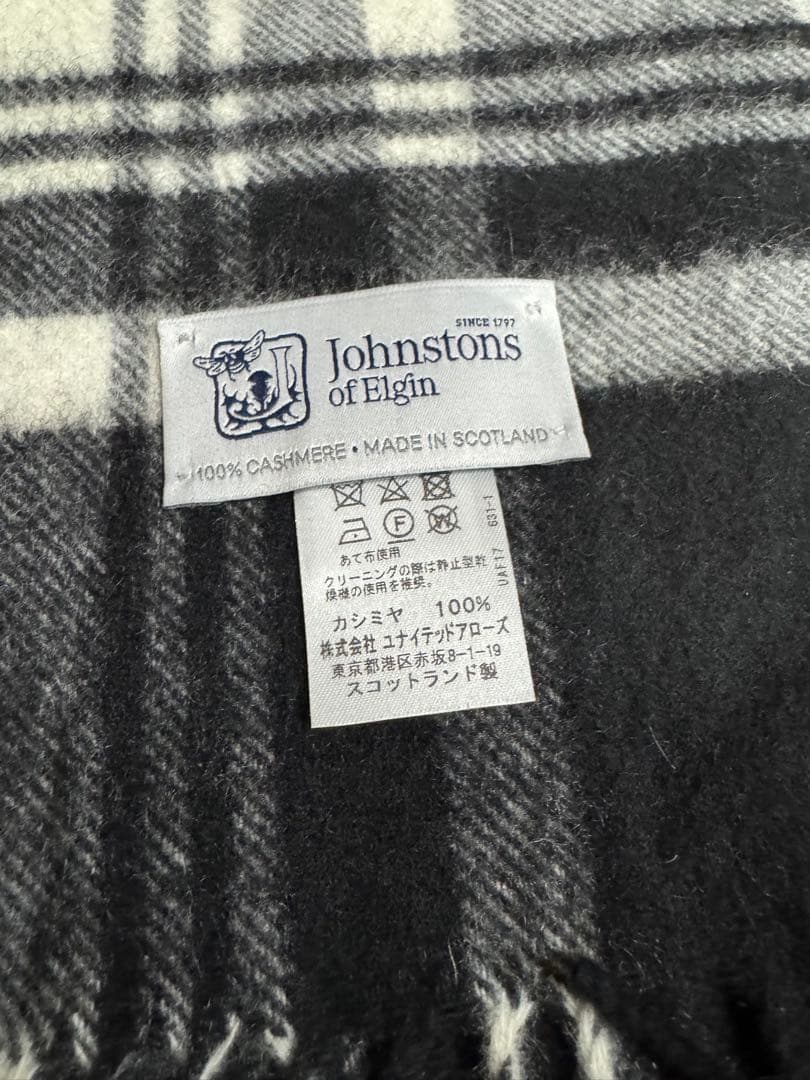 SINCE 1797
Johnstons
of Elgin
100% CASHMERE • MADE IN SCOTLAND
F
W
631-1
UAF17
あて布使用
クリーニングの際は静止型乾
燥機の使用を推奨。
カシミヤ 100%
株式会社 ユナイテッドアローズ
東京都港区赤坂8-1-19
スコットランド製